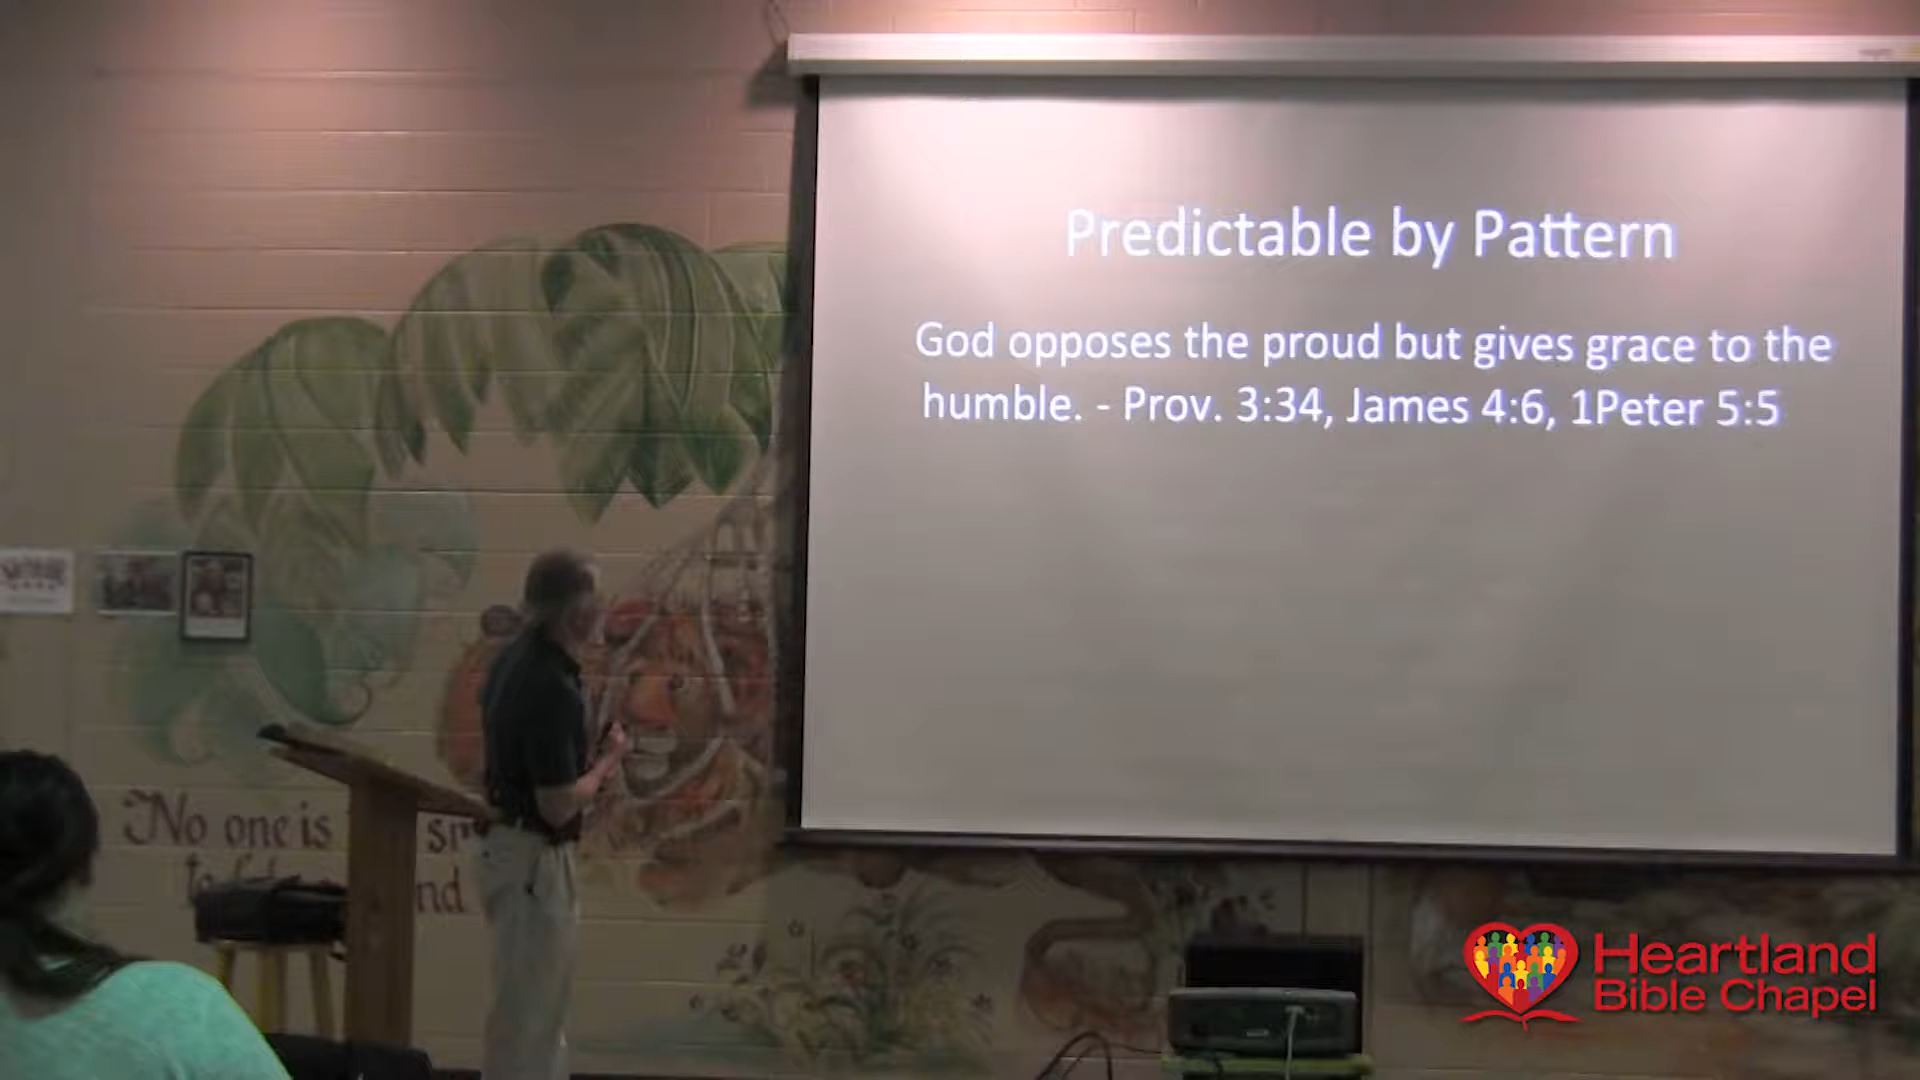 Predictable by Pattern
God opposes the proud but gives grace to the
humble. - Prov. 3:34, James 4:6, 1Peter 5:5
No one is
Heartland
Bible Chapel